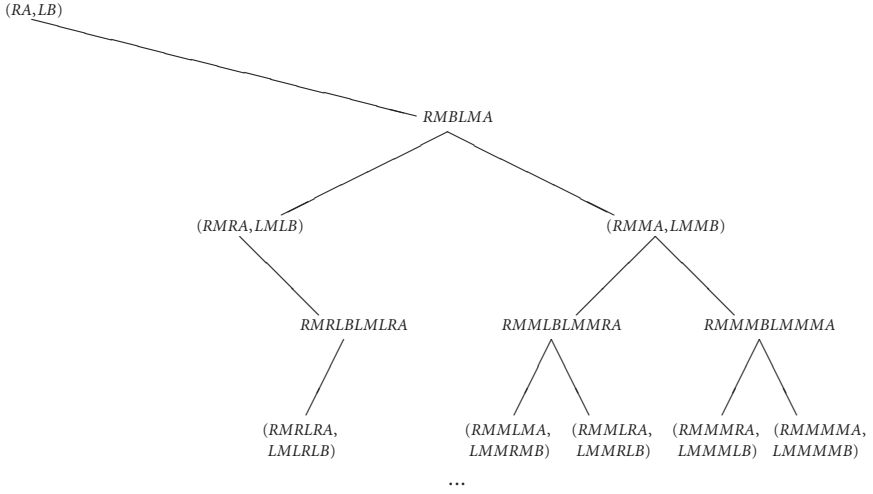 (RA,LB)
RMBLMA
(RMRA,LMLB)
(RMMA,LMMB)
RMRLBLMLRA
RMMLBLMMRA
RMMMBLMMMA
(RMRLRA,
LMLRLB)
(RMMLMA,
LMMRMB)
(RMMLRA,
LMMRLB)
(RMMMRA,
LMMMLB)
(RMMMMA,
LMMMMB)
...